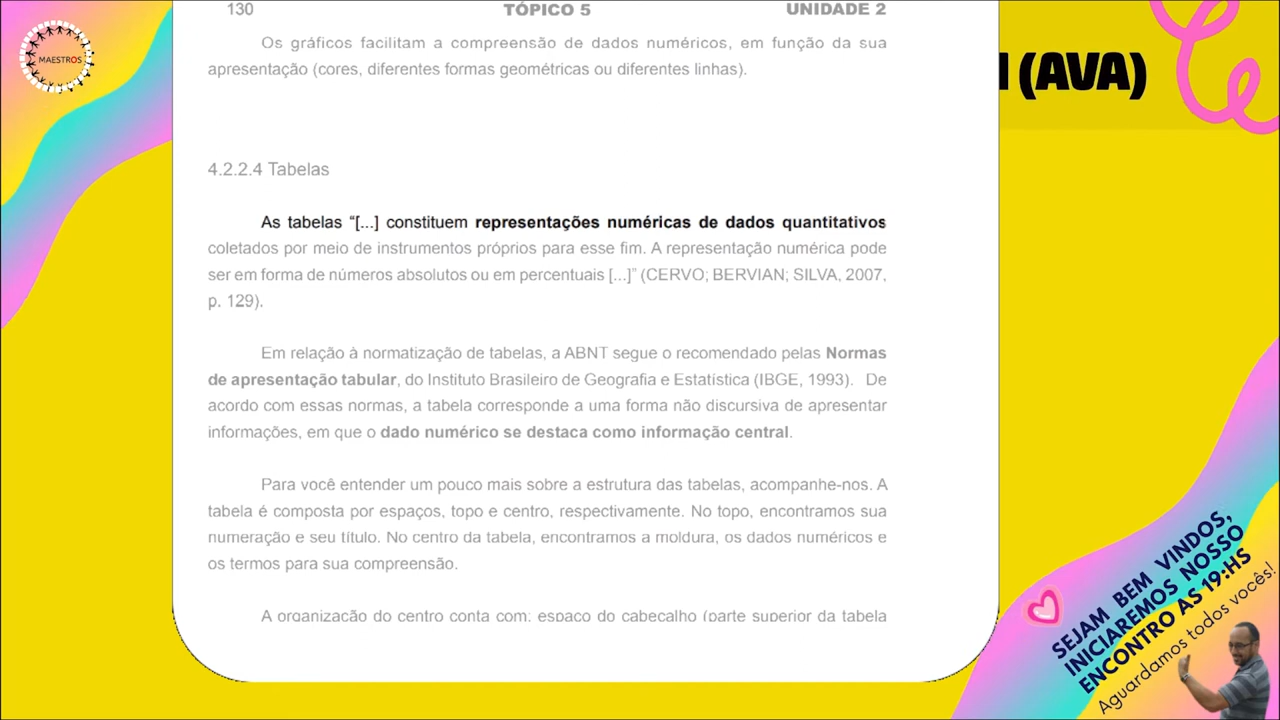 130 TÓPICO 5 UNIDADE 2
MAESTROS
(AVA)
Os gráficos facilitam a compreensão de dados numéricos, em função da sua
apresentação (cores, diferentes formas geométricas ou diferentes linhas).
4.2.2.4 Tabelas
As tabelas “[...] constituem representações numéricas de dados quantitativos
coletados por meio de instrumentos próprios para esse fim. A representação numérica pode
ser em forma de números absolutos ou em percentuais [...]” (CERVO; BERVIAN; SILVA, 2007,
p. 129).
Em relação à normatização de tabelas, a ABNT segue o recomendado pelas Normas
de apresentação tabular, do Instituto Brasileiro de Geografia e Estatística (IBGE, 1993). De
acordo com essas normas, a tabela corresponde a uma forma não discursiva de apresentar
informações, em que o dado numérico se destaca como informação central.
Para você entender um pouco mais sobre a estrutura das tabelas, acompanhe-nos. A
tabela é composta por espaços, topo e centro, respectivamente. No topo, encontramos sua
numeração e seu título. No centro da tabela, encontramos a moldura, os dados numéricos e
os termos para sua compreensão.
A organização do centro conta com: espaço do cabeçalho (parte superior da tabela
SEJAM BEM VINDOS,
INICIAREMOS NOSSO
ENCONTRO AS 19:HS
Aguardamos todos vocês!